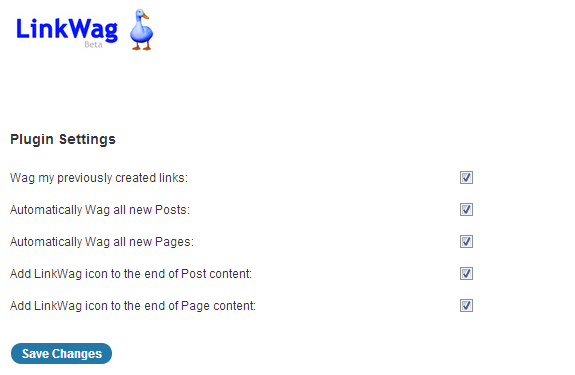 LinkWag
Beta
Plugin Settings
Wag my previously created links:
Automatically Wag all new Posts:
Automatically Wag all new Pages:
Add LinkWag icon to the end of Post content:
Add LinkWag icon to the end of Page content:
Save Changes